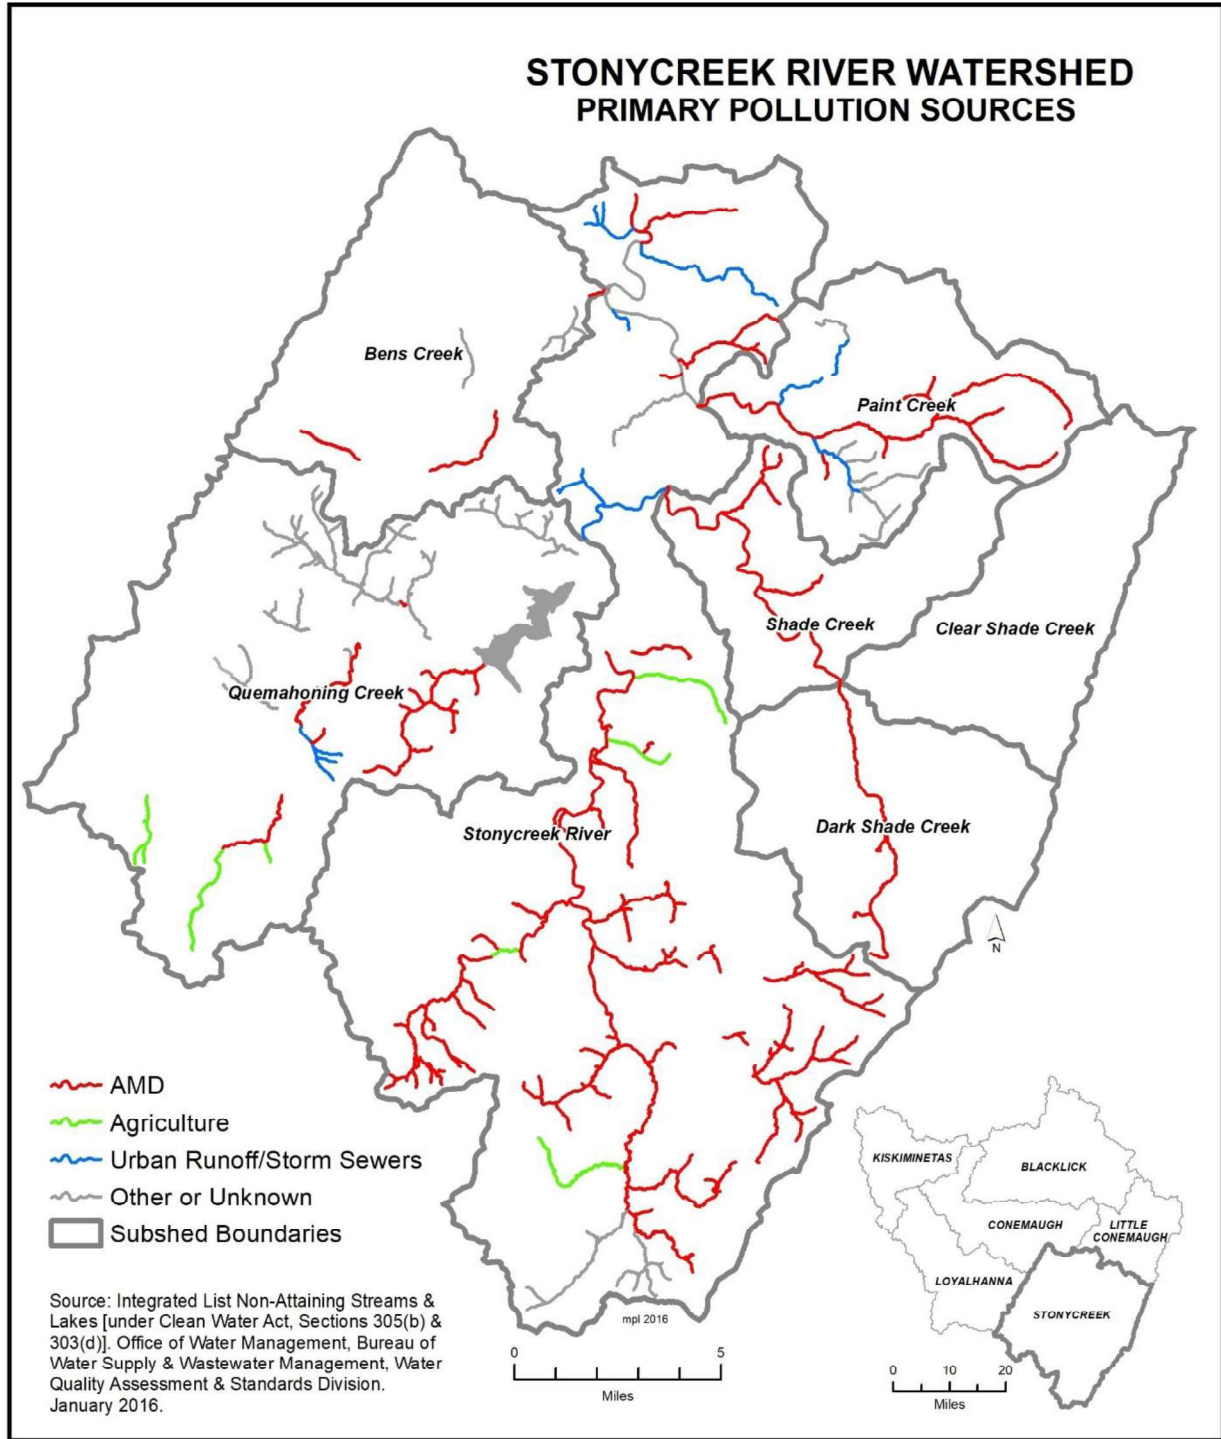 STONYCREEK RIVER WATERSHED
PRIMARY POLLUTION SOURCES
Bens Creek
Paint Creek
Shade Creek
Clear Shade Creek
Quemahoning Creek
Stonycreek River
Dark Shade Creek
N
AMD
Agriculture
Urban Runoff/Storm Sewers
Other or Unknown
Subshed Boundaries
Source: Integrated List Non-Attaining Streams &
Lakes [under Clean Water Act, Sections 305(b) &
303(d)]. Office of Water Management, Bureau of
Water Supply & Wastewater Management, Water
Quality Assessment & Standards Division.
January 2016.
mpl 2016
0 5
Miles
KISKIMINETAS
BLACKLICK
CONEMAUGH
LITTLE
CONEMAUGH
LOYALHANNA
STONYCREEK
0 10 20
Miles